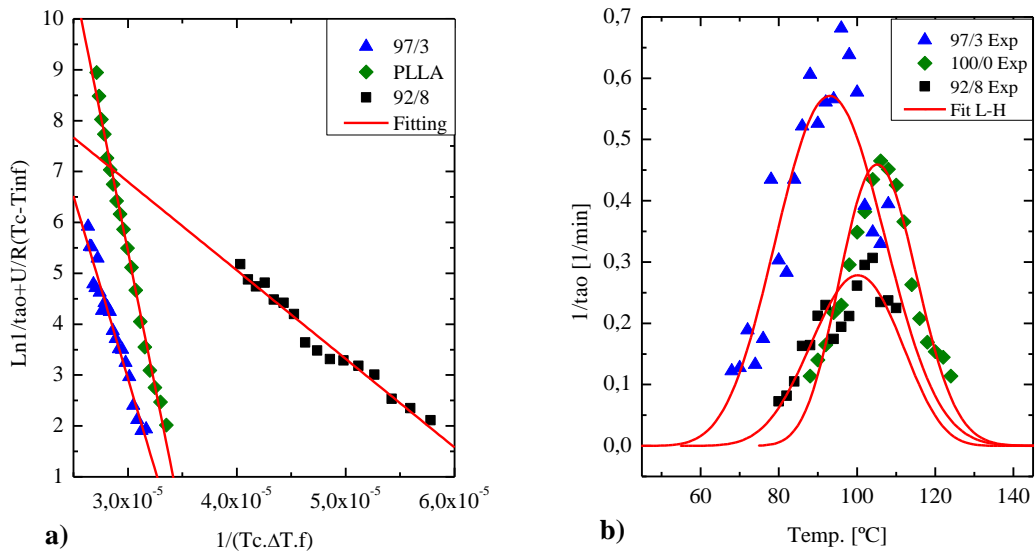 10
9
8
7
6
5
4
3
2
1
Ln1/tao+U/R(Tc-Tinf)
97/3
PLLA
92/8
Fitting
3,0x10-5
4,0x10-5
5,0x10-5
6,0x10-5
1/(Tc.ΔT.f)
a)
0,7
0,6
0,5
0,4
0,3
0,2
0,1
0,0
1/tao [1/min]
97/3 Exp
100/0 Exp
92/8 Exp
Fit L-H
60
80
100
120
140
Temp. [ºC]
b)